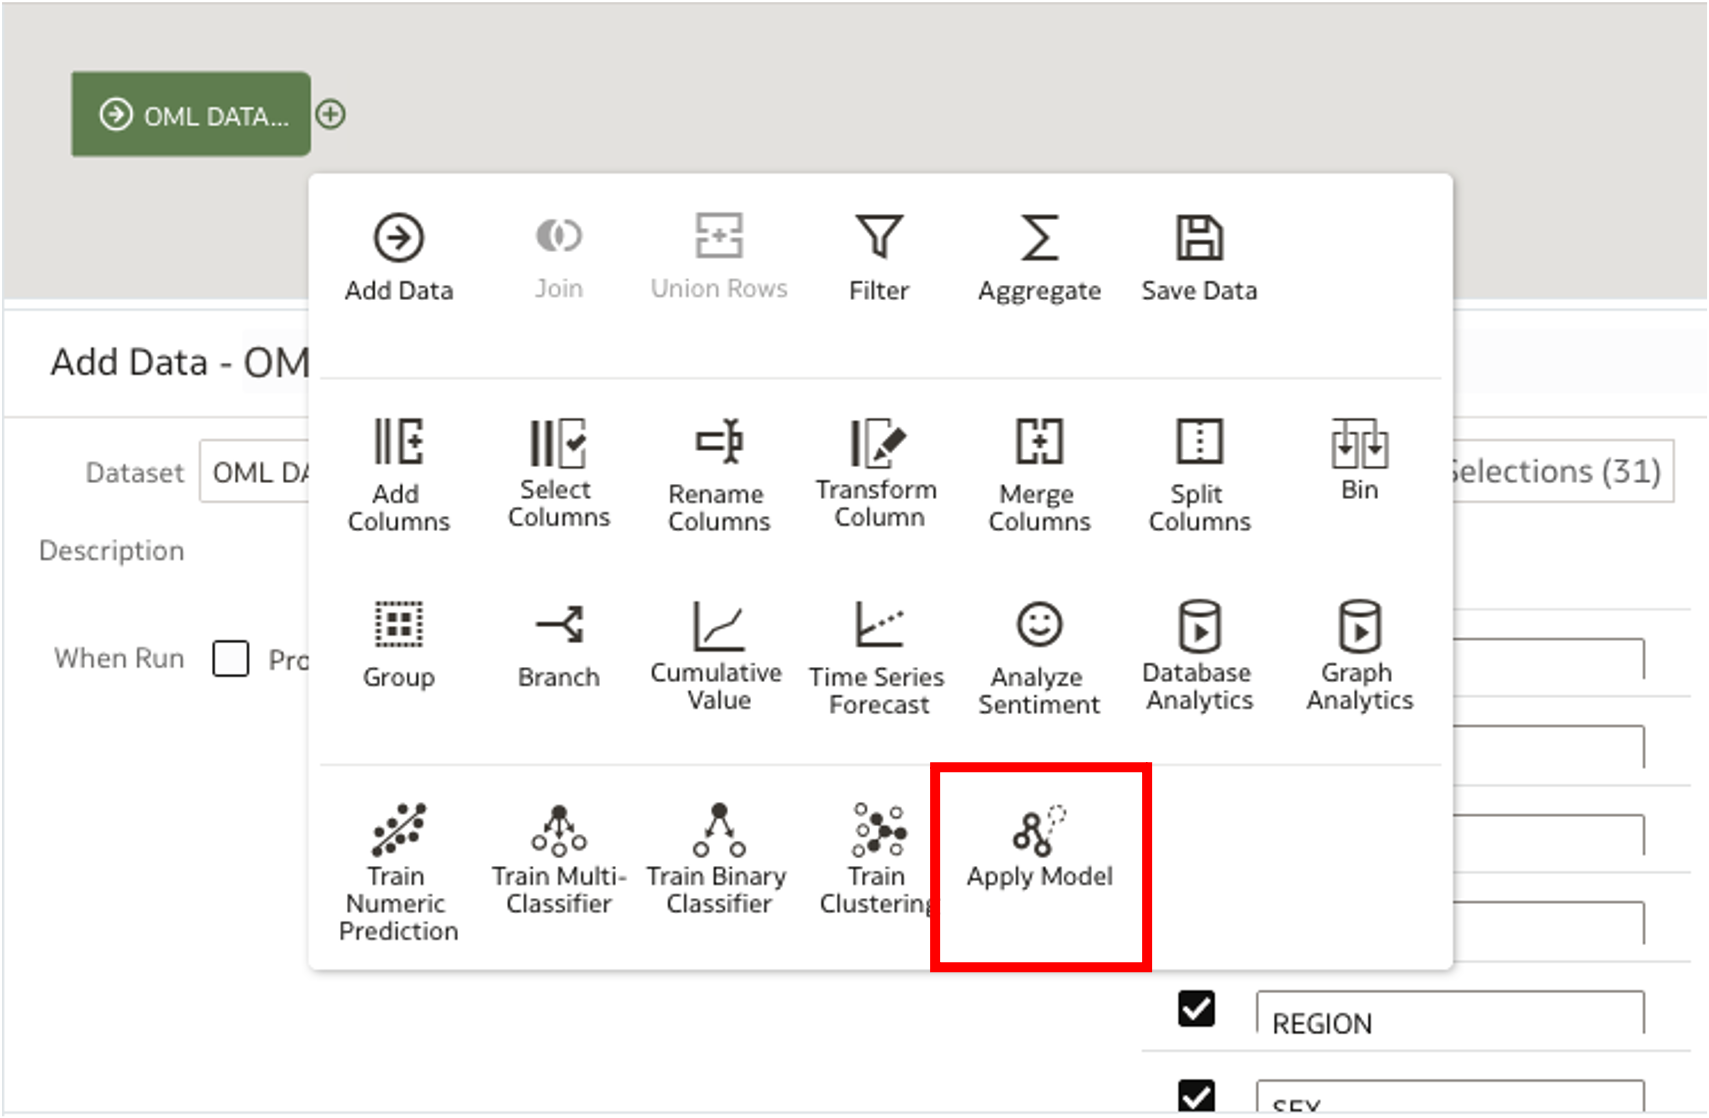 OML DATA...
Add Data
Join
Union Rows
Filter
Aggregate
Save Data
Add Data - OM
Add
Columns
Select
Columns
Rename
Columns
Transform
Column
Merge
Columns
Split
Columns
Bin
Dataset
OML DA
Selections (31)
Description
Group
Branch
Cumulative
Value
Time Series
Forecast
Analyze
Sentiment
Database
Analytics
Graph
Analytics
When Run
Pro
Train
Numeric
Prediction
Train Multi-
Classifier
Train Binary
Classifier
Train
Clustering
Apply Model
REGION
SEX